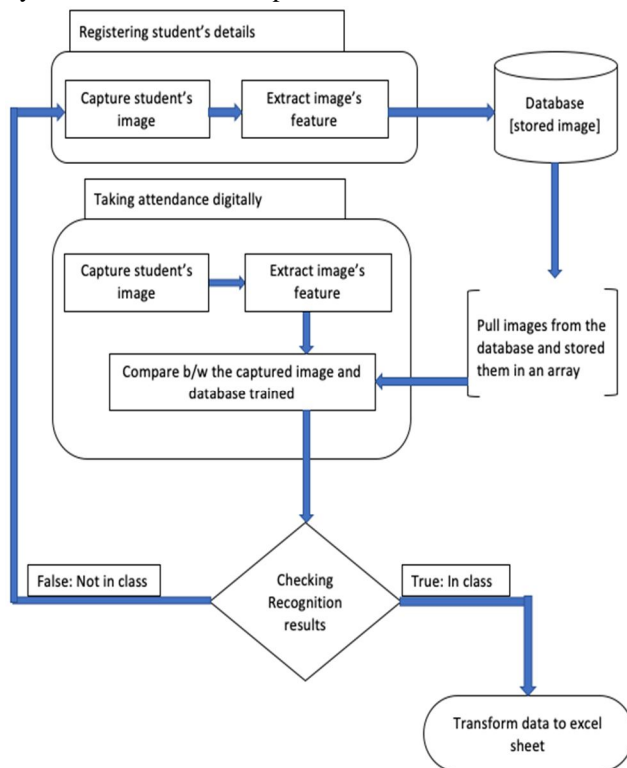 Registering student's details
Capture student's
image
Extract image's
feature
Database
[stored image]
Taking attendance digitally
Capture student's
image
Extract image's
feature
Pull images from the
database and stored
them in an array
Compare b/w the captured image and
database trained
False: Not in class
Checking
Recognition
results
True: In class
Transform data to excel
sheet